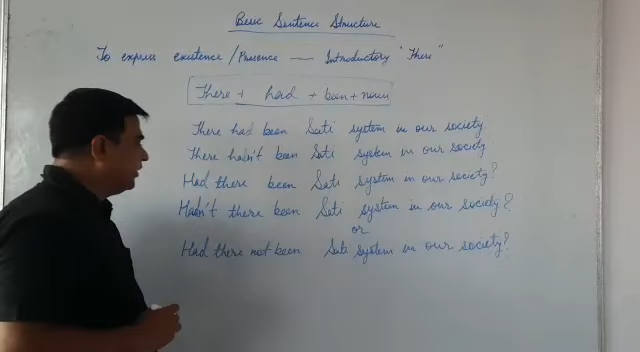 Basic Sentence Structure
To express existence/Presence — Introductory "There"
There + had + been + noun
There had been Sati system in our society
There hadn't been Sati system in our society
Had there been Sati system in our society?
Hadn't there been Sati system in our society?
or
Had there not been Sati system in our society?